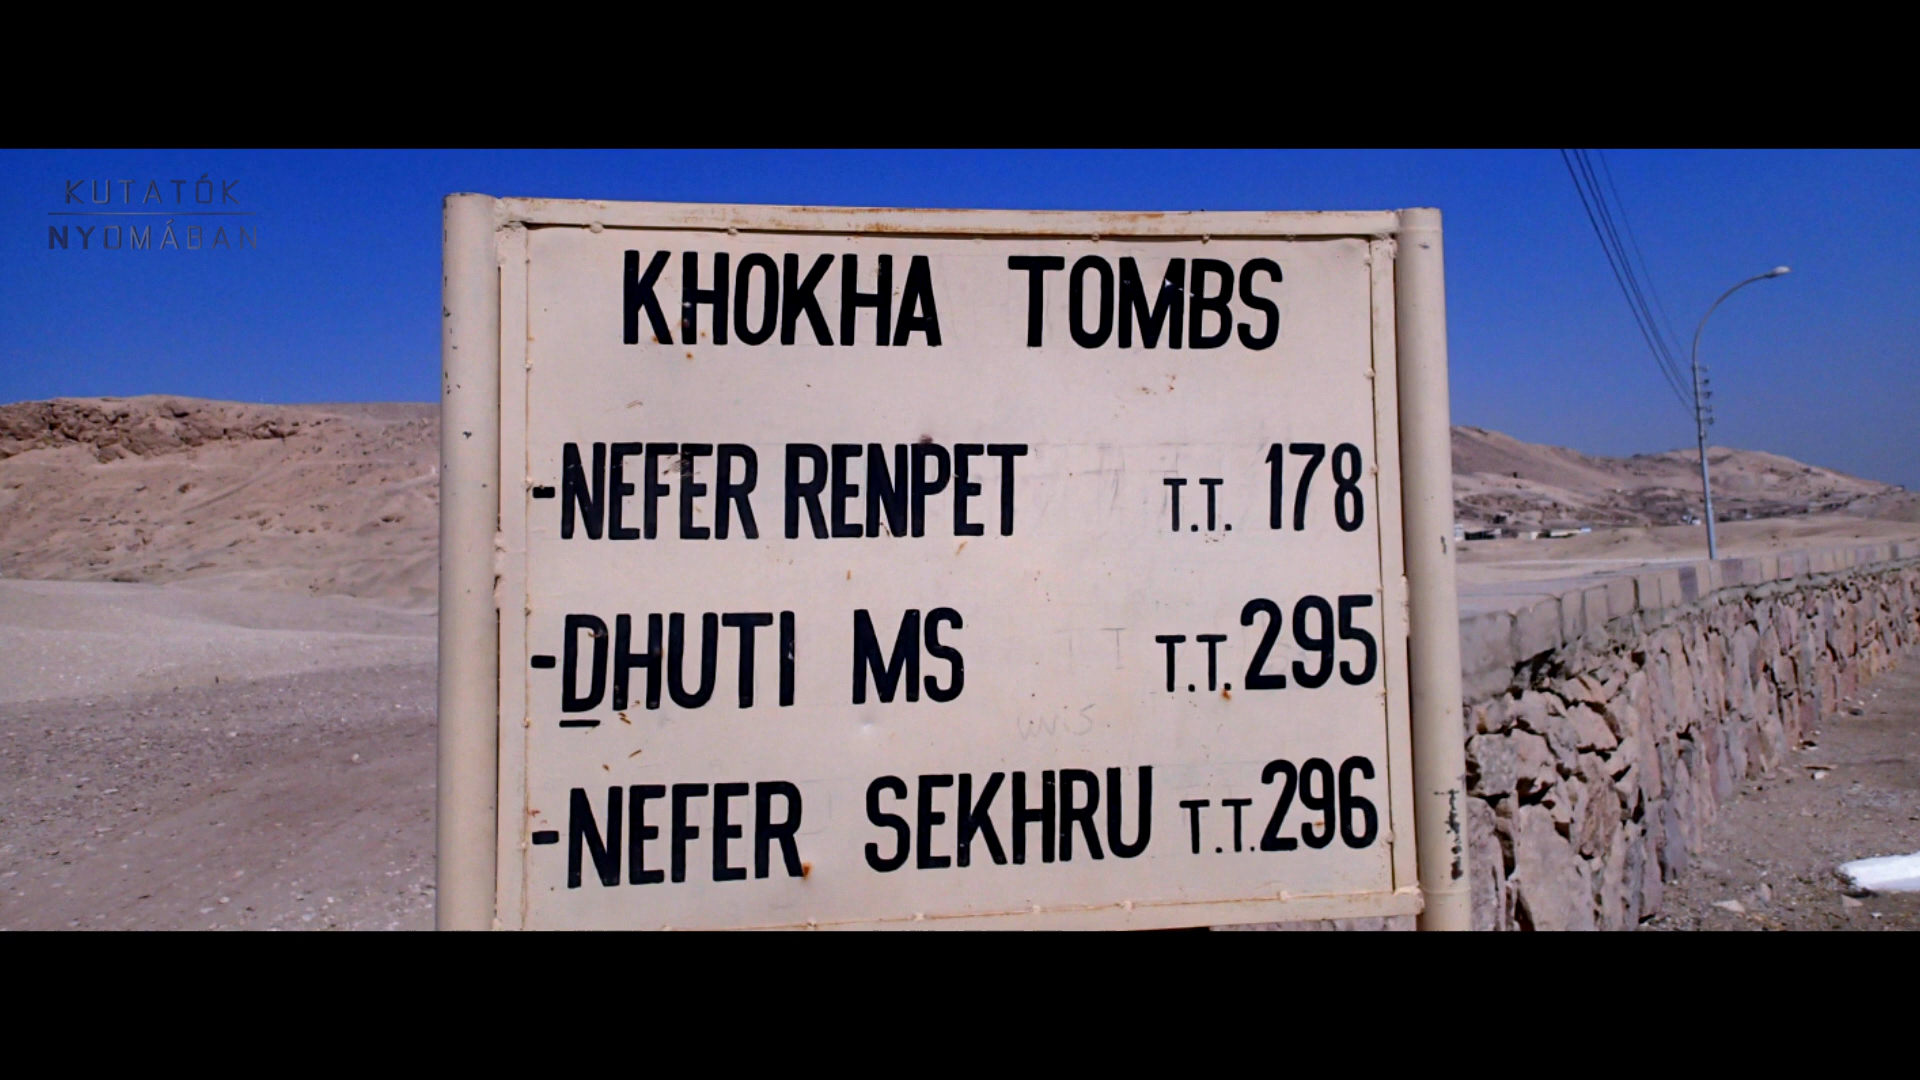 KUTATÓK
NYOMÁBAN
KHOKHA TOMBS
-NEFER RENPET T.T. 178
-DHUTI MS T.T. 295
-NEFER SEKHRU T.T. 296